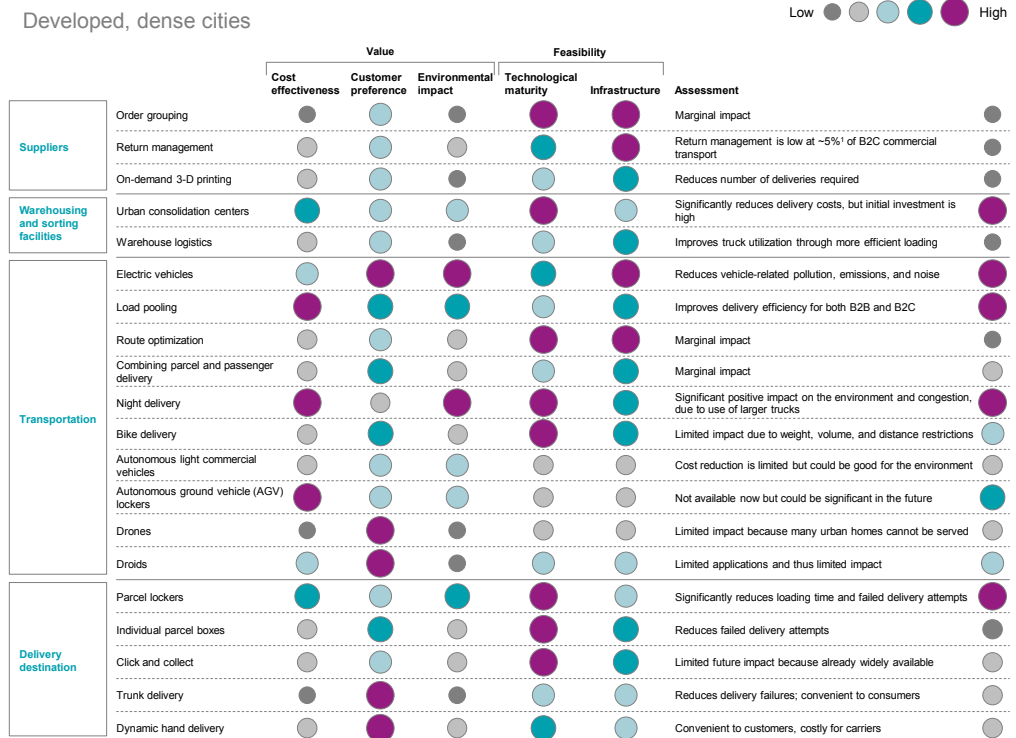 Developed, dense cities
Low High
Value
Feasibility
Cost
effectiveness
Customer
preference
Environmental
impact
Technological
maturity
Infrastructure
Assessment
Suppliers
Order grouping
Marginal impact
Return management
Return management is low at ~5%¹ of B2C commercial
transport
On-demand 3-D printing
Reduces number of deliveries required
Warehousing
and sorting
facilities
Urban consolidation centers
Significantly reduces delivery costs, but initial investment is
high
Warehouse logistics
Improves truck utilization through more efficient loading
Transportation
Electric vehicles
Reduces vehicle-related pollution, emissions, and noise
Load pooling
Improves delivery efficiency for both B2B and B2C
Route optimization
Marginal impact
Combining parcel and passenger
delivery
Marginal impact
Night delivery
Significant positive impact on the environment and congestion,
due to use of larger trucks
Bike delivery
Limited impact due to weight, volume, and distance restrictions
Autonomous light commercial
vehicles
Cost reduction is limited but could be good for the environment
Autonomous ground vehicle (AGV)
lockers
Not available now but could be significant in the future
Drones
Limited impact because many urban homes cannot be served
Droids
Limited applications and thus limited impact
Delivery
destination
Parcel lockers
Significantly reduces loading time and failed delivery attempts
Individual parcel boxes
Reduces failed delivery attempts
Click and collect
Limited future impact because already widely available
Trunk delivery
Reduces delivery failures; convenient to consumers
Dynamic hand delivery
Convenient to customers, costly for carriers